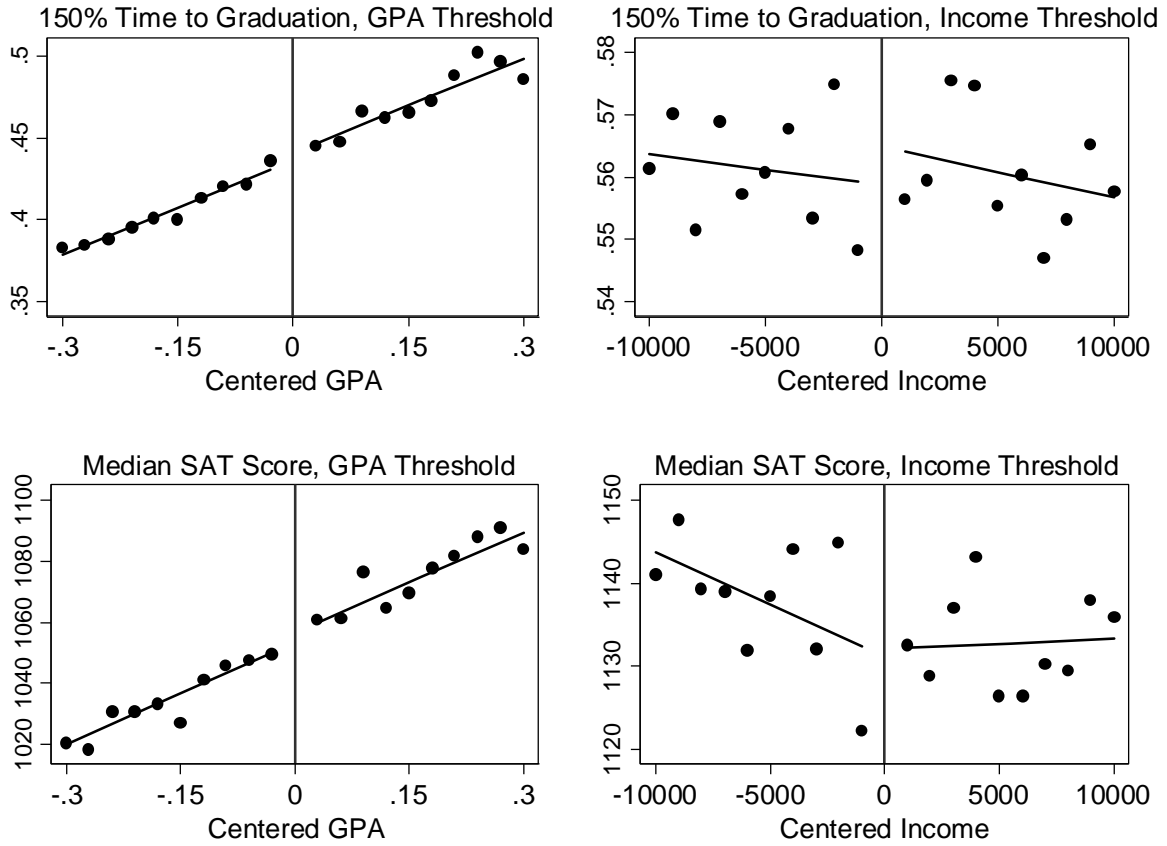 150% Time to Graduation, GPA Threshold
.5
.45
.4
.35
-.3 -.15 0 .15 .3
Centered GPA
150% Time to Graduation, Income Threshold
.58
.57
.56
.55
.54
-10000 -5000 0 5000 10000
Centered Income
Median SAT Score, GPA Threshold
1100
1080
1060
1040
1020
-.3 -.15 0 .15 .3
Centered GPA
Median SAT Score, Income Threshold
1150
1140
1130
1120
-10000 -5000 0 5000 10000
Centered Income